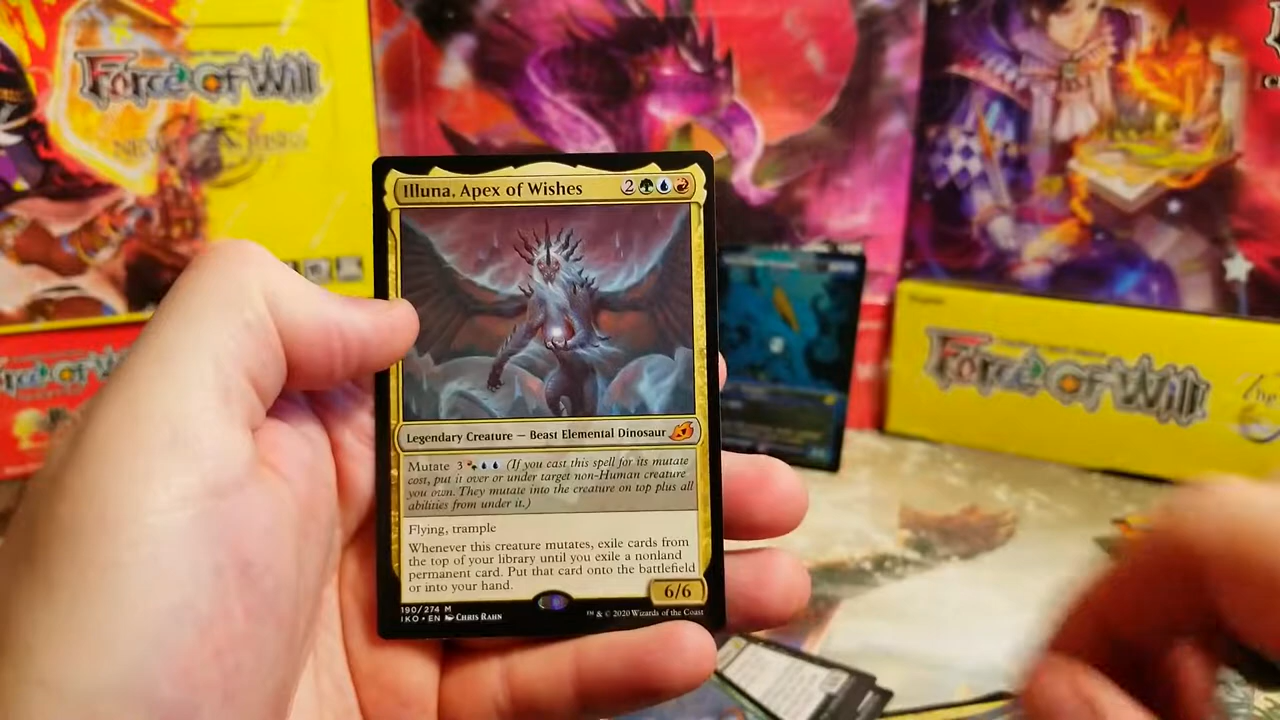 Force Of Will
NEW
Force Of Will
Illuna, Apex of Wishes 2
Legendary Creature — Beast Elemental Dinosaur
Mutate 3 (If you cast this spell for its mutate
cost, put it over or under target non-Human creature
you own. They mutate into the creature on top plus all
abilities from under it.)
Flying, trample
Whenever this creature mutates, exile cards from
the top of your library until you exile a nonland
permanent card. Put that card onto the battlefield
or into your hand.
6/6
190/274 M
IKO • EN Chris Rahn
™ & © 2020 Wizards of the Coast